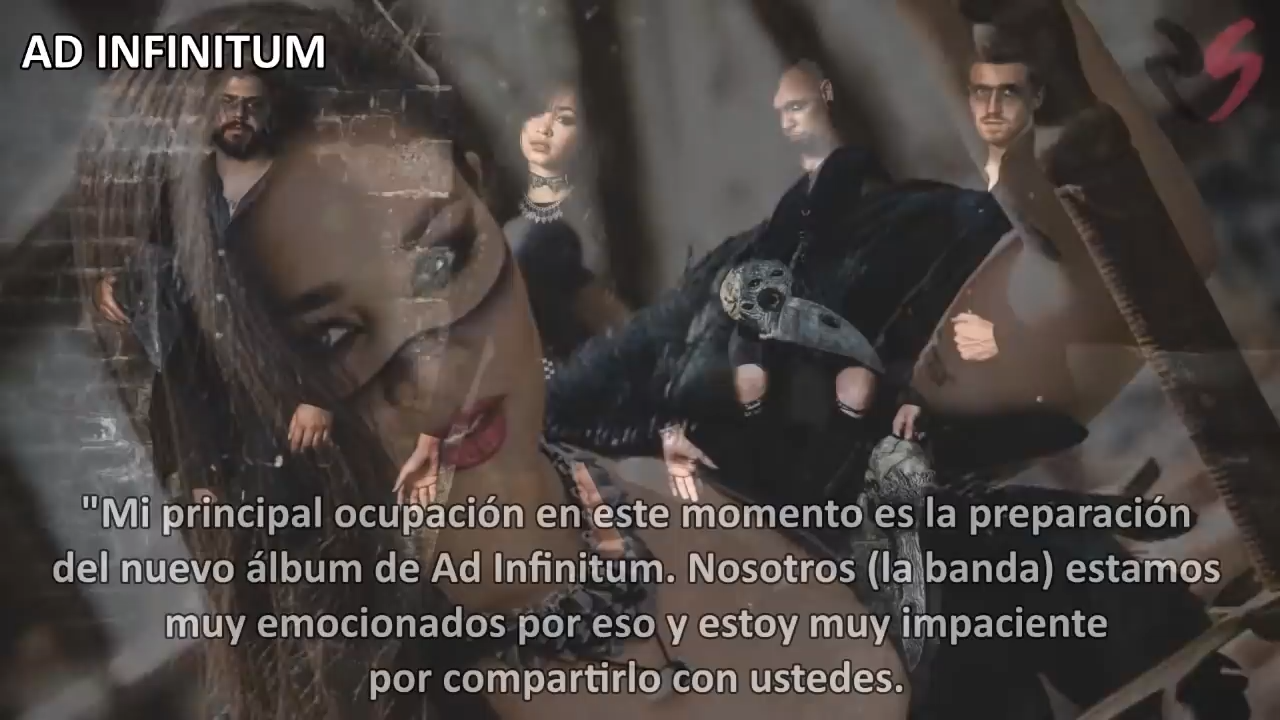 AD INFINITUM
"Mi principal ocupación en este momento es la preparación
del nuevo álbum de Ad Infinitum. Nosotros (la banda) estamos
muy emocionados por eso y estoy muy impaciente
por compartirlo con ustedes.